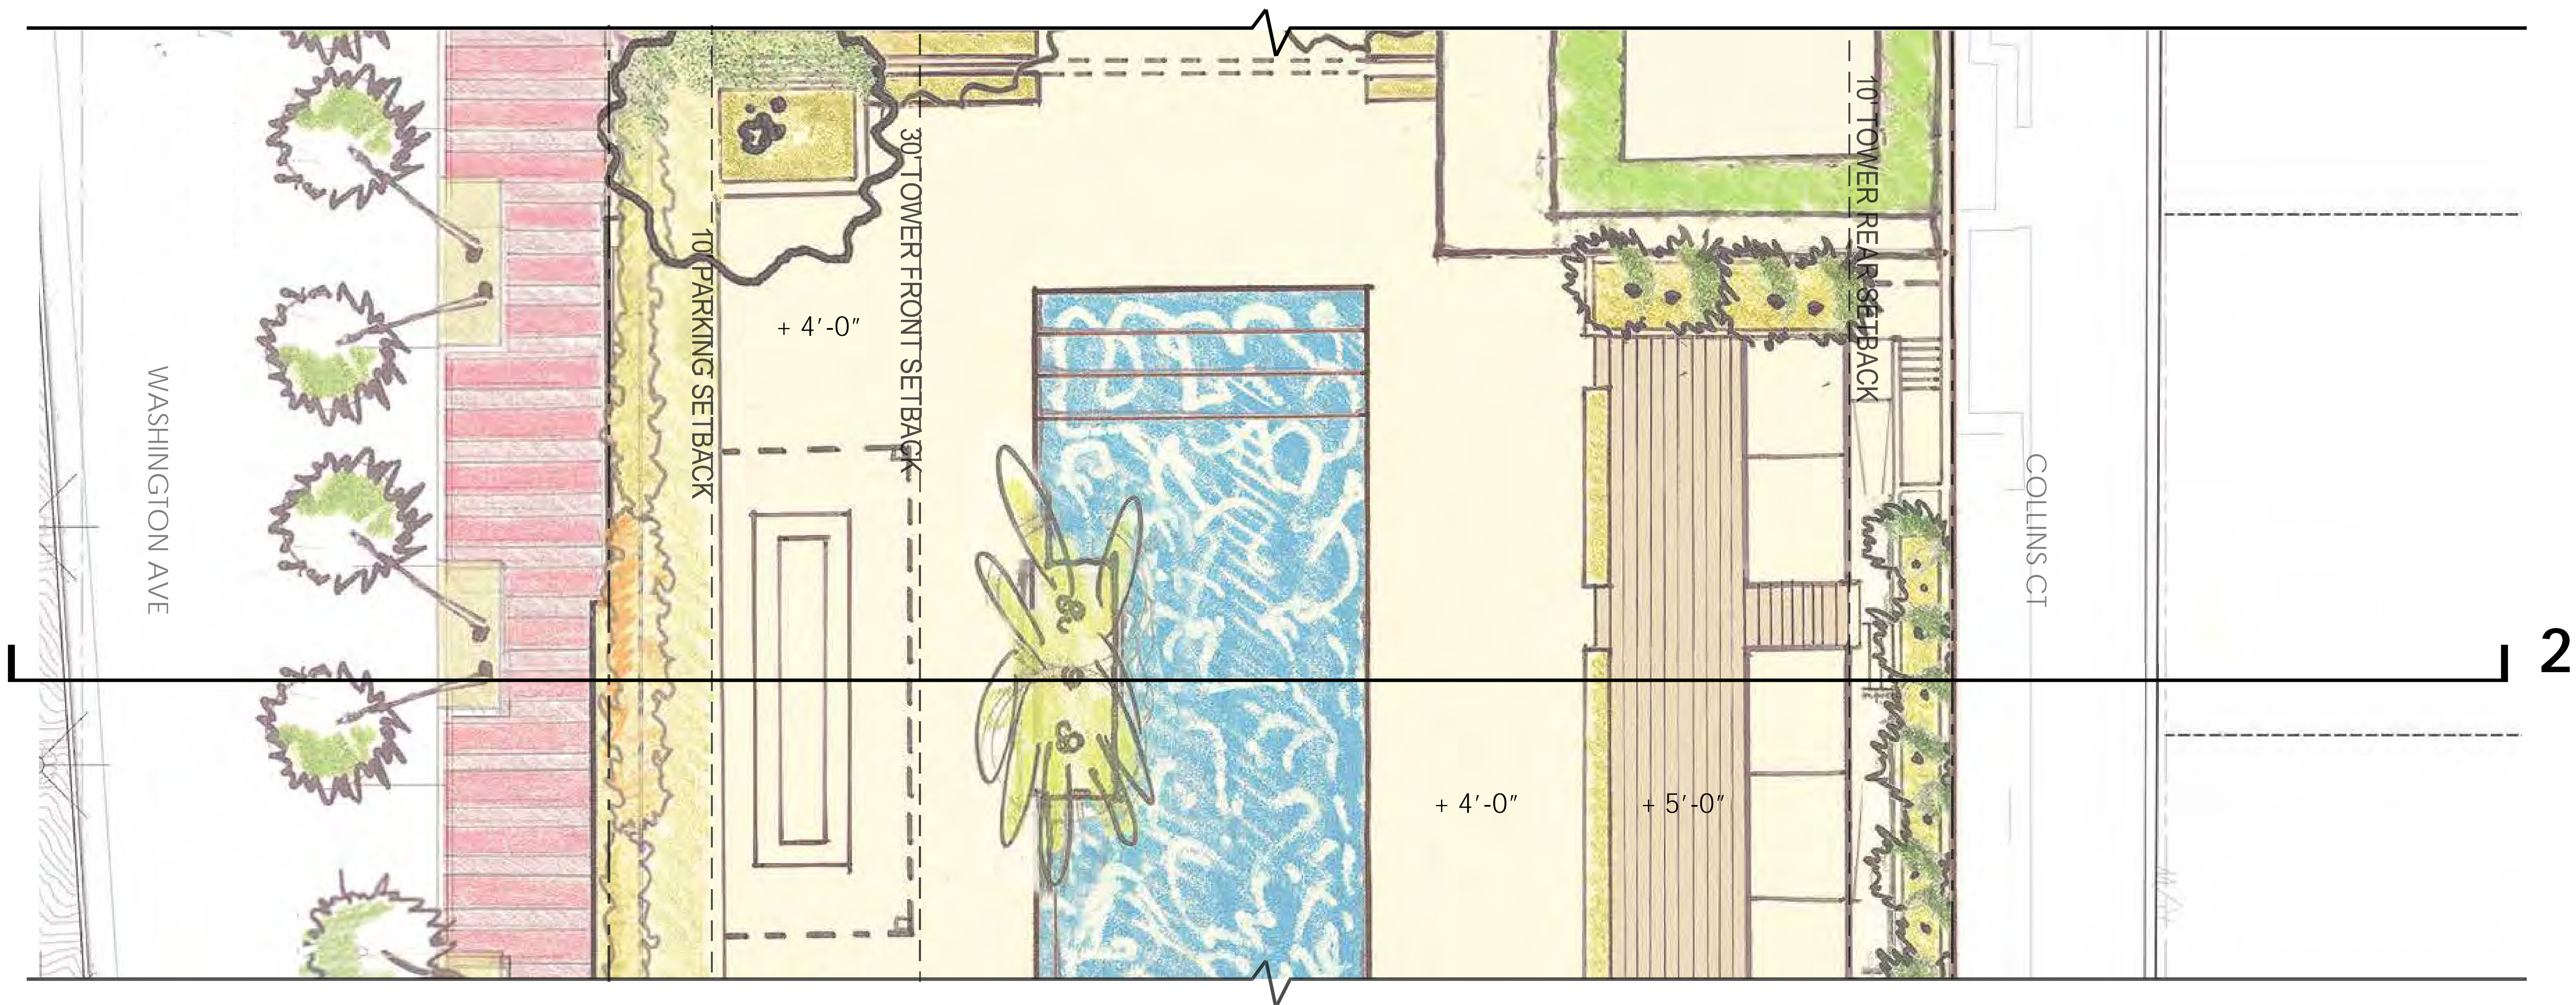 WASHINGTON AVE
10' PARKING SETBACK
30' TOWER FRONT SETBACK
+ 4'-0"
+ 4'-0"
+ 5'-0"
10' TOWER REAR SETBACK
COLLINS CT
2